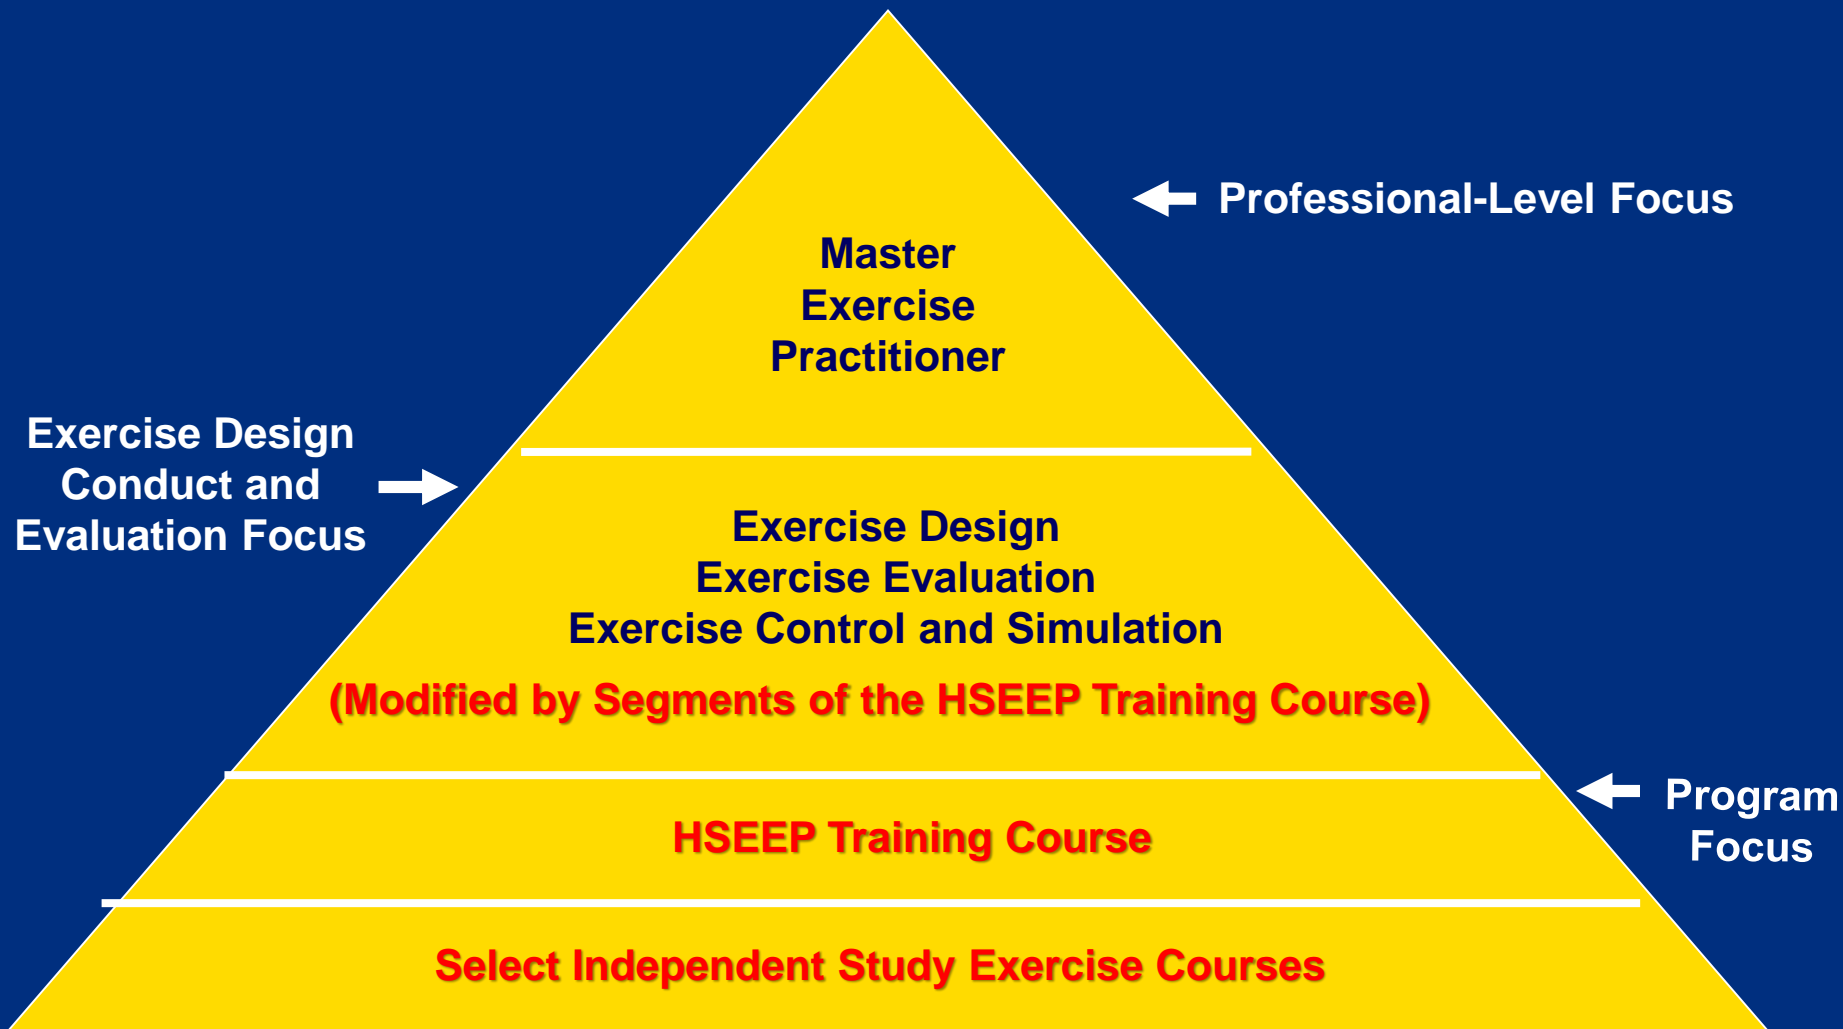 Professional-Level Focus
Master
Exercise
Practitioner
Exercise Design
Conduct and
Evaluation Focus
Exercise Design
Exercise Evaluation
Exercise Control and Simulation
(Modified by Segments of the HSEEP Training Course)
Program
Focus
HSEEP Training Course
Select Independent Study Exercise Courses